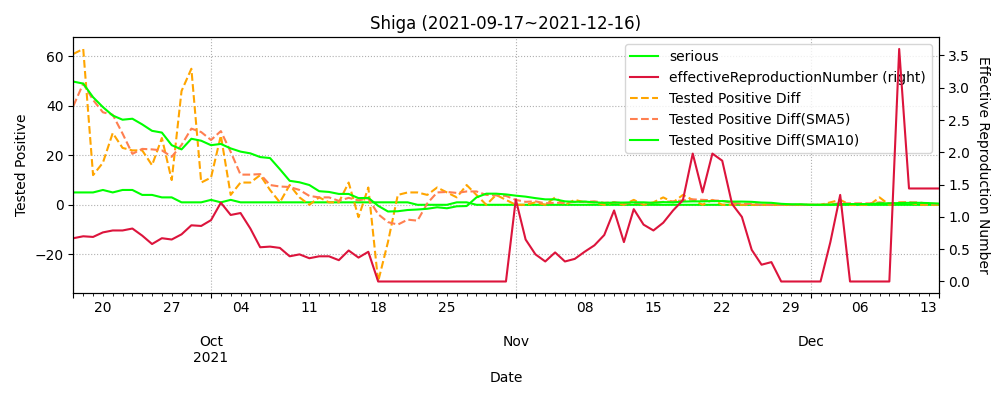 Shiga (2021-09-17~2021-12-16)
serious
effectiveReproductionNumber (right)
Tested Positive Diff
Tested Positive Diff(SMA5)
Tested Positive Diff(SMA10)
Tested Positive
60
40
20
0
−20
Effective Reproduction Number
3.5
3.0
2.5
2.0
1.5
1.0
0.5
0.0
20 27 04 11 18 25 08 15 22 29 06 13
Oct Nov Dec
2021
Date